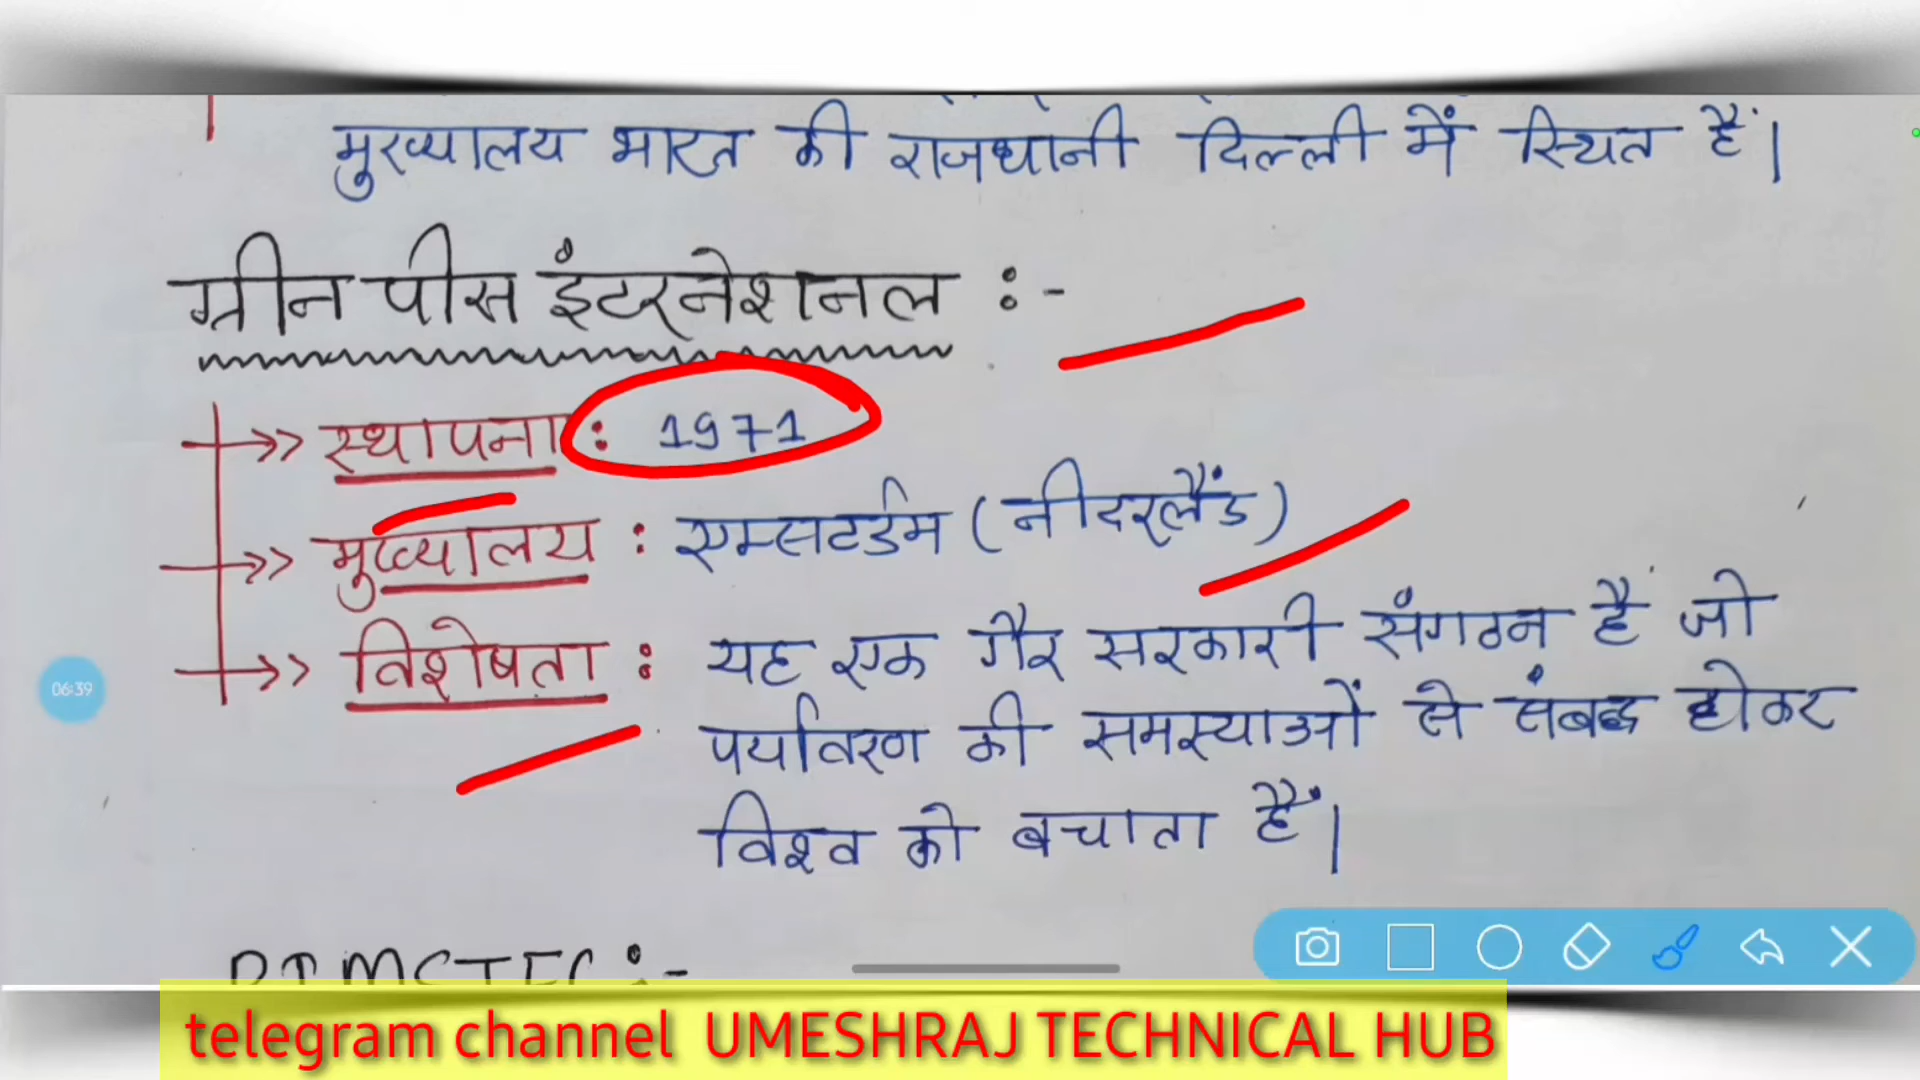 मुख्यालय भारत की राजधानी दिल्ली में स्थित हैं।
ग्रीन पीस इंटरनेशनल :-
स्थापना : 1971
मुख्यालय : एम्सटर्डम (नीदरलैंड)
विशेषता : यह एक गैर सरकारी संगठन हैं जो
पर्यावरण की समस्याओं से संबद्ध होकर
विश्व को बचाता हैं।
06:39
telegram channel UMESHRAJ TECHNICAL HUB